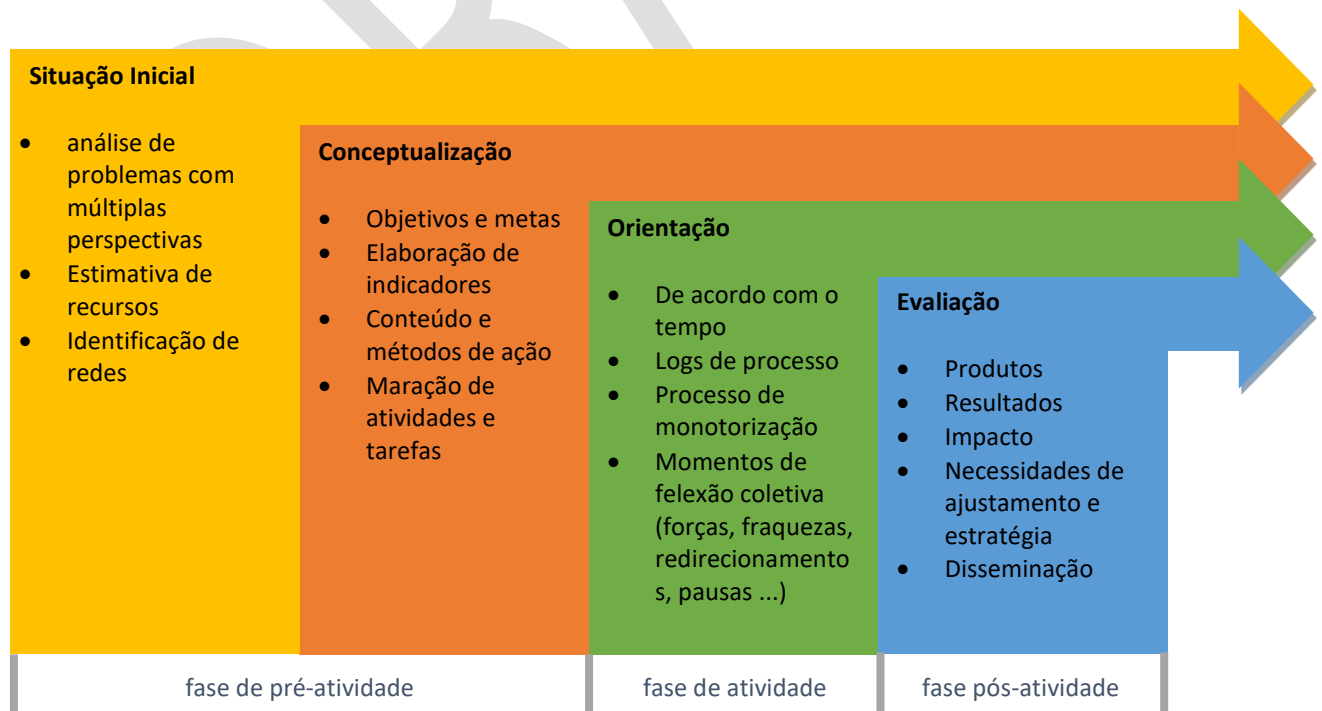 Situação Inicial
• análise de
problemas com
múltiplas
perspectivas
• Estimativa de
recursos
• Identificação de
redes
Conceptualização
• Objetivos e metas
• Elaboração de
indicadores
• Conteúdo e
métodos de ação
• Maração de
atividades e
tarefas
Orientação
• De acordo com o
tempo
• Logs de processo
• Processo de
monotorização
• Momentos de
felexão coletiva
(forças, fraquezas,
redirecionamento
s, pausas ...)
Evaliação
• Produtos
• Resultados
• Impacto
• Necessidades de
ajustamento e
estratégia
• Disseminação
fase de pré-atividade
fase de atividade
fase pós-atividade